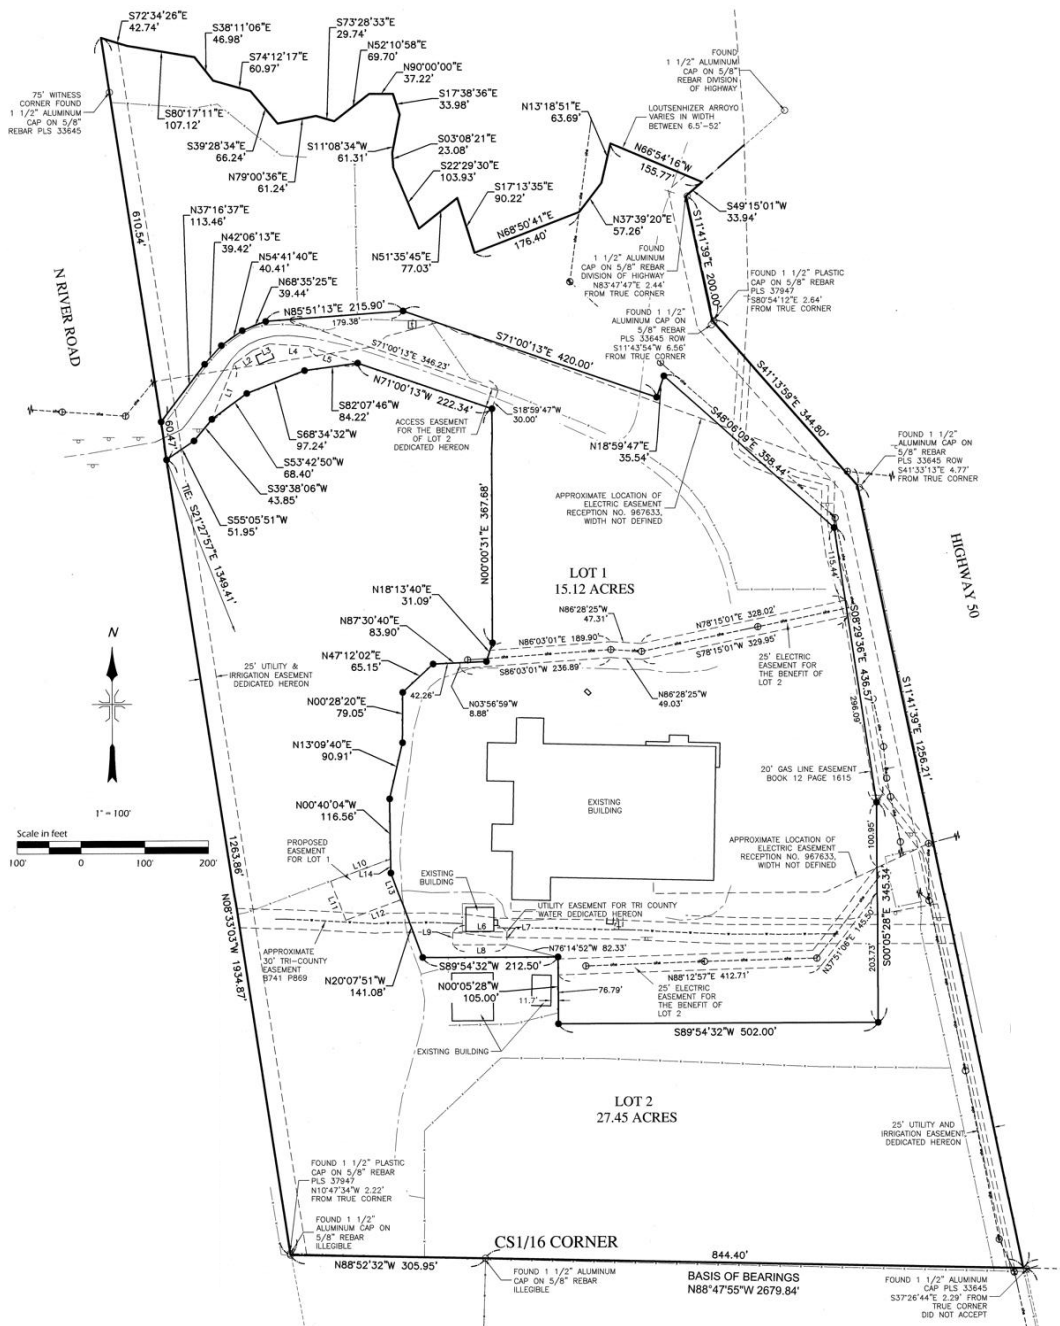 S72°34'26"E
42.74'
S38°11'06"E
46.98'
S73°28'33"E
29.74'
S74°12'17"E
60.97'
N52°10'58"E
69.70'
N90°00'00"E
37.22'
S17°38'36"E
33.98'
75' WITNESS
CORNER FOUND
1 1/2" ALUMINUM
CAP ON 5/8"
REBAR PLS 33645
S80°17'11"E
107.12'
S39°28'34"E
66.24'
N79°00'36"E
61.24'
S11°08'34"W
61.31'
S03°08'21"E
23.08'
S22°29'30"E
103.93'
S17°13'35"E
90.22'
N51°35'45"E
77.03'
N68°50'41"E
176.40'
N13°18'51"E
63.69'
N37°39'20"E
57.26'
FOUND
1 1/2" ALUMINUM
CAP ON 5/8"
REBAR DIVISION
OF HIGHWAY
LOUTSENHIZER ARROYO
VARIES IN WIDTH
BETWEEN 6.5'-52'
N66°54'16"W
155.77'
S49°15'01"W
33.94'
S11°41'39"E 200.00'
FOUND
1 1/2" ALUMINUM
CAP ON 5/8" REBAR
DIVISION OF HIGHWAY
N83°47'47"E 2.44'
FROM TRUE CORNER
FOUND 1 1/2" PLASTIC
CAP ON 5/8" REBAR
PLS 37947
S80°54'12"E 2.64'
FROM TRUE CORNER
FOUND 1 1/2"
ALUMINUM CAP ON
5/8" REBAR
PLS 33645 ROW
S11°43'54"W 6.56'
FROM TRUE CORNER
610.54'
N RIVER ROAD
N37°16'37"E
113.46'
N42°06'13"E
39.42'
N54°41'40"E
40.41'
N68°35'25"E
39.44'
N85°51'13"E 215.90'
179.38'
S71°00'13"E 346.23'
S71°00'13"E 420.00'
L1
L2
L3
L4
L5
N71°00'13"W 222.34'
S18°59'47"W
30.00'
ACCESS EASEMENT
FOR THE BENEFIT
OF LOT 2
DEDICATED HEREON
S82°07'46"W
84.22'
S68°34'32"W
97.24'
S53°42'50"W
68.40'
S39°38'06"W
43.85'
S55°05'51"W
51.95'
60.47'
TIE: S21°27'57"E 1349.41'
N18°59'47"E
35.54'
S48°06'09"E 358.44'
S41°13'59"E 344.80'
FOUND 1 1/2"
ALUMINUM CAP ON
5/8" REBAR
PLS 33645 ROW
S41°33'13"E 4.77'
FROM TRUE CORNER
APPROXIMATE LOCATION OF
ELECTRIC EASEMENT
RECEPTION NO. 967633,
WIDTH NOT DEFINED
HIGHWAY 50
N00°00'31"E 367.68'
LOT 1
15.12 ACRES
115.44'
N18°13'40"E
31.09'
N87°30'40"E
83.90'
N47°12'02"E
65.15'
N00°28'20"E
79.05'
N13°09'40"E
90.91'
N00°40'04"W
116.56'
N86°28'25"W
47.31'
N86°03'01"E 189.90'
S86°03'01"W 236.89'
N78°15'01"E 328.02'
S78°15'01"W 329.95'
42.26'
N03°56'59"W
8.88'
N86°28'25"W
49.03'
25' ELECTRIC
EASEMENT FOR
THE BENEFIT OF
LOT 2
S08°29'36"E 436.57'
296.09'
S11°41'39"E 1256.21'
25' UTILITY &
IRRIGATION EASEMENT
DEDICATED HEREON
N
1" = 100'
Scale in feet
100' 0 100' 200'
20' GAS LINE EASEMENT
BOOK 12 PAGE 1615
EXISTING
BUILDING
APPROXIMATE LOCATION OF
ELECTRIC EASEMENT
RECEPTION NO. 967633,
WIDTH NOT DEFINED
100.95'
S00°05'28"E 345.34'
203.73'
1263.86'
N08°33'03"W 1934.87'
PROPOSED
EASEMENT
FOR LOT 1
L10
L14
L11
L12
L13
EXISTING
BUILDING
UTILITY EASEMENT FOR TRI COUNTY
WATER DEDICATED HEREON
L6
L7
L9
L8
APPROXIMATE
30' TRI-COUNTY
EASEMENT
B741 P869
N20°07'51"W
141.08'
S89°54'32"W 212.50'
N76°14'52"W 82.33'
N00°05'28"W
105.00'
76.79'
11.7'
N88°12'57"E 412.71'
N37°51'06"E 145.50'
25' ELECTRIC
EASEMENT FOR
THE BENEFIT OF
LOT 2
S89°54'32"W 502.00'
EXISTING BUILDING
LOT 2
27.45 ACRES
25' UTILITY AND
IRRIGATION EASEMENT
DEDICATED HEREON
FOUND 1 1/2" PLASTIC
CAP ON 5/8" REBAR
PLS 37947
N10°47'34"W 2.22'
FROM TRUE CORNER
FOUND 1 1/2"
ALUMINUM CAP ON
5/8" REBAR
ILLEGIBLE
CS1/16 CORNER
N88°52'32"W 305.95'
844.40'
FOUND 1 1/2" ALUMINUM
CAP ON 5/8" REBAR
ILLEGIBLE
BASIS OF BEARINGS
N88°47'55"W 2679.84'
FOUND 1 1/2" ALUMINUM
CAP PLS 33645
S37°26'44"E 2.29' FROM
TRUE CORNER
DID NOT ACCEPT